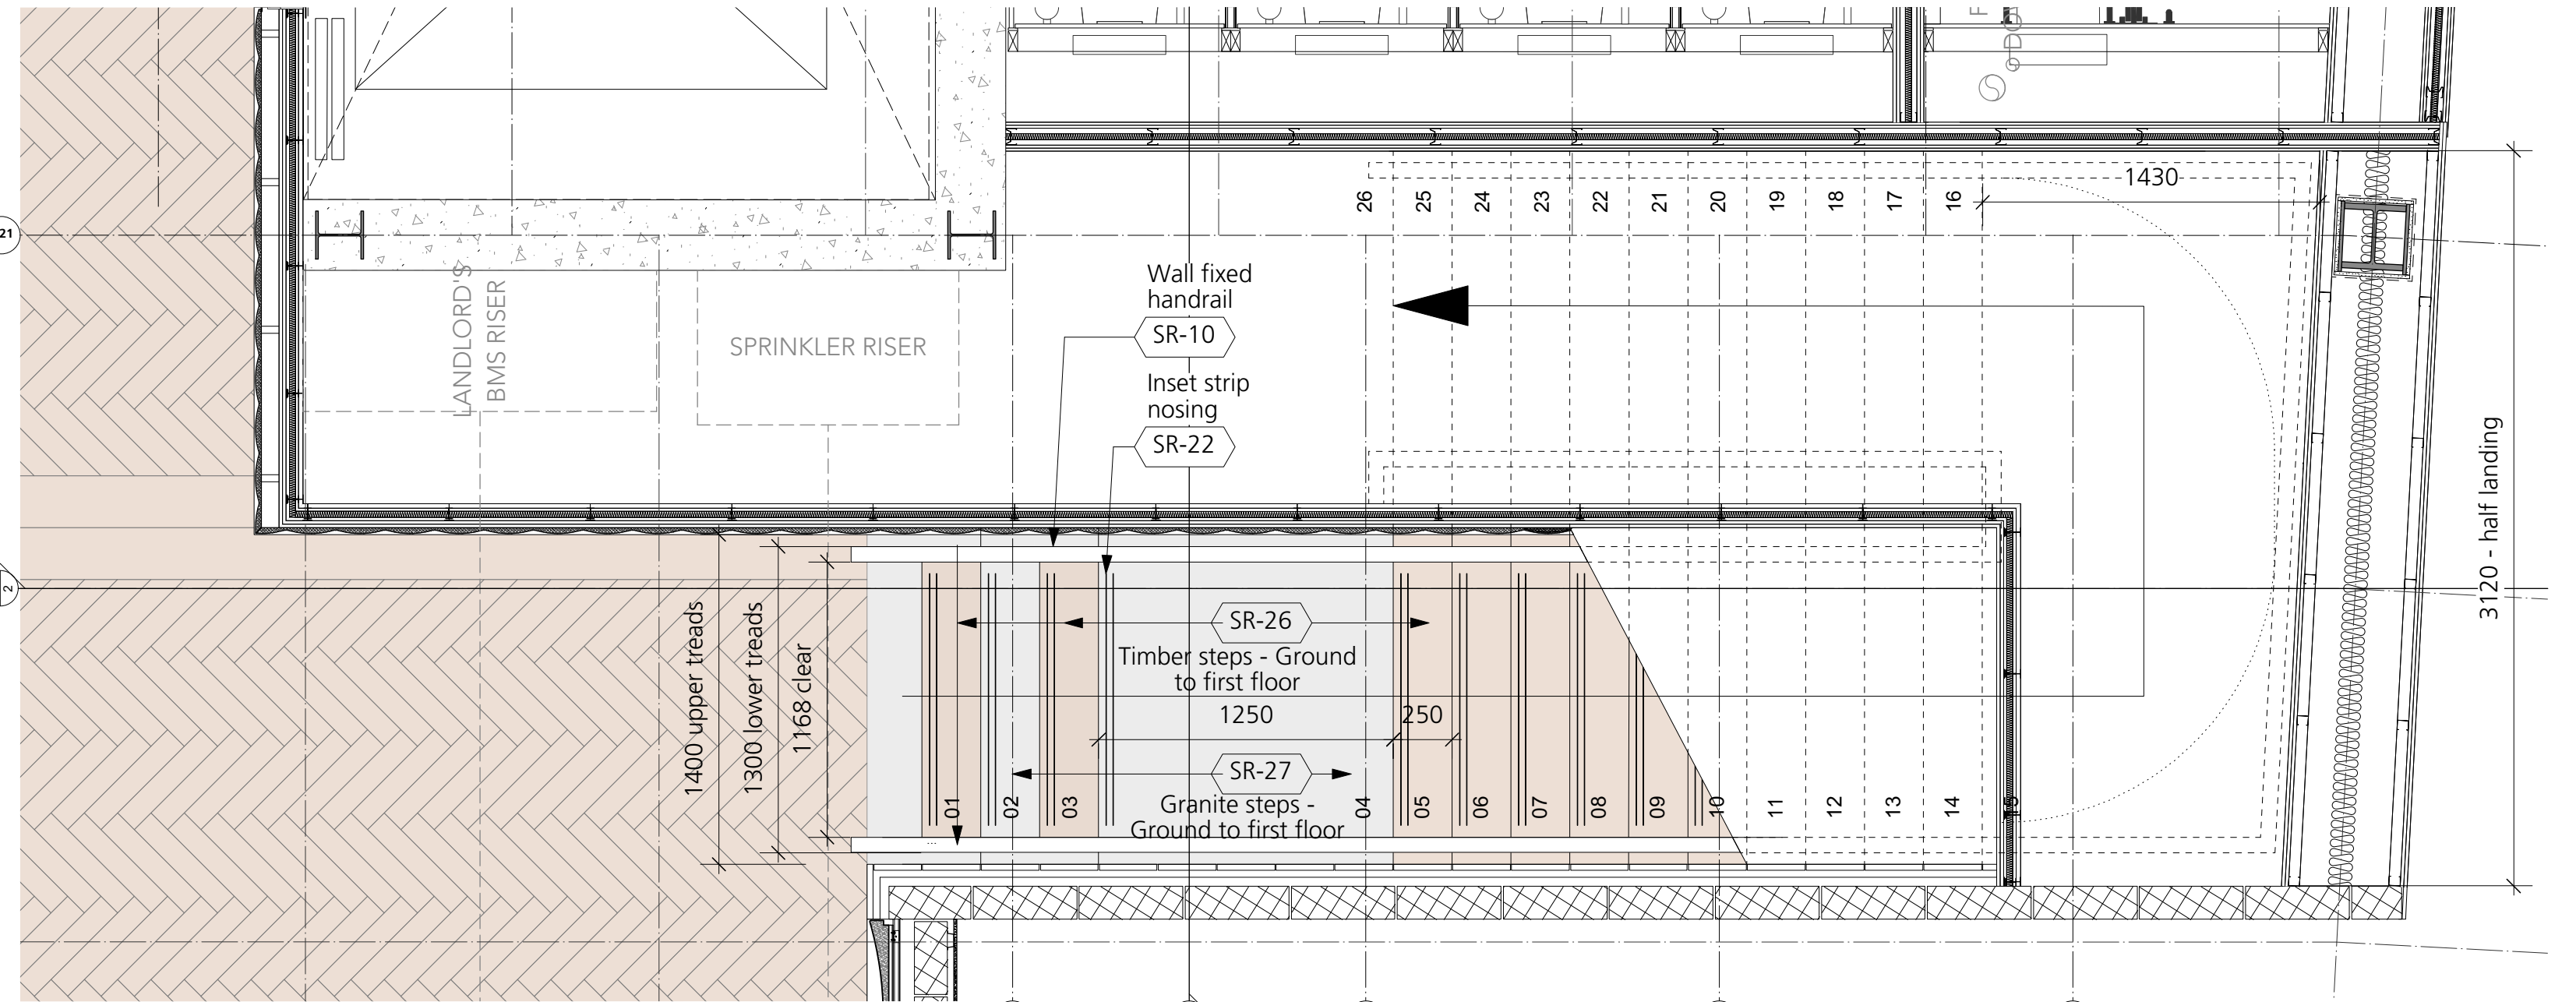 21
26
25
24
23
22
21
20
19
18
17
16
1430
LANDLORD'S
BMS RISER
SPRINKLER RISER
Wall fixed
handrail
SR-10
Inset strip
nosing
SR-22
3120 - half landing
2
1400 upper treads
1300 lower treads
1168 clear
SR-26
Timber steps - Ground
to first floor
1250
250
SR-27
Granite steps -
Ground to first floor
01
02
03
04
05
06
07
08
09
10
11
12
13
14
15